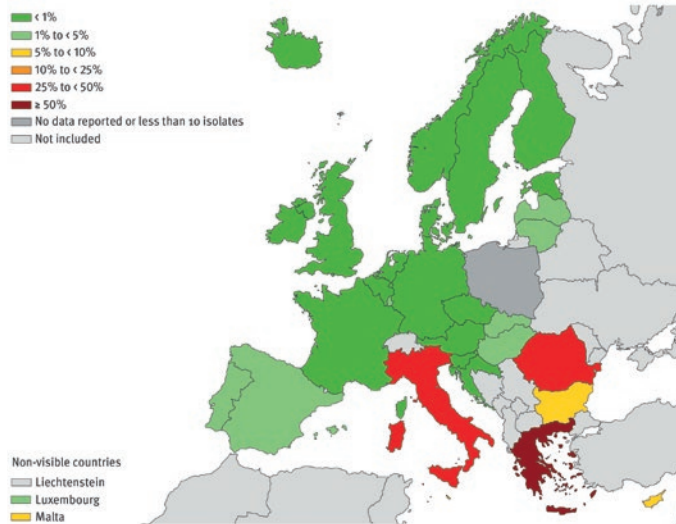 < 1%
1% to < 5%
5% to < 10%
10% to < 25%
25% to < 50%
≥ 50%
No data reported or less than 10 isolates
Not included
Non-visible countries
Liechtenstein
Luxembourg
Malta